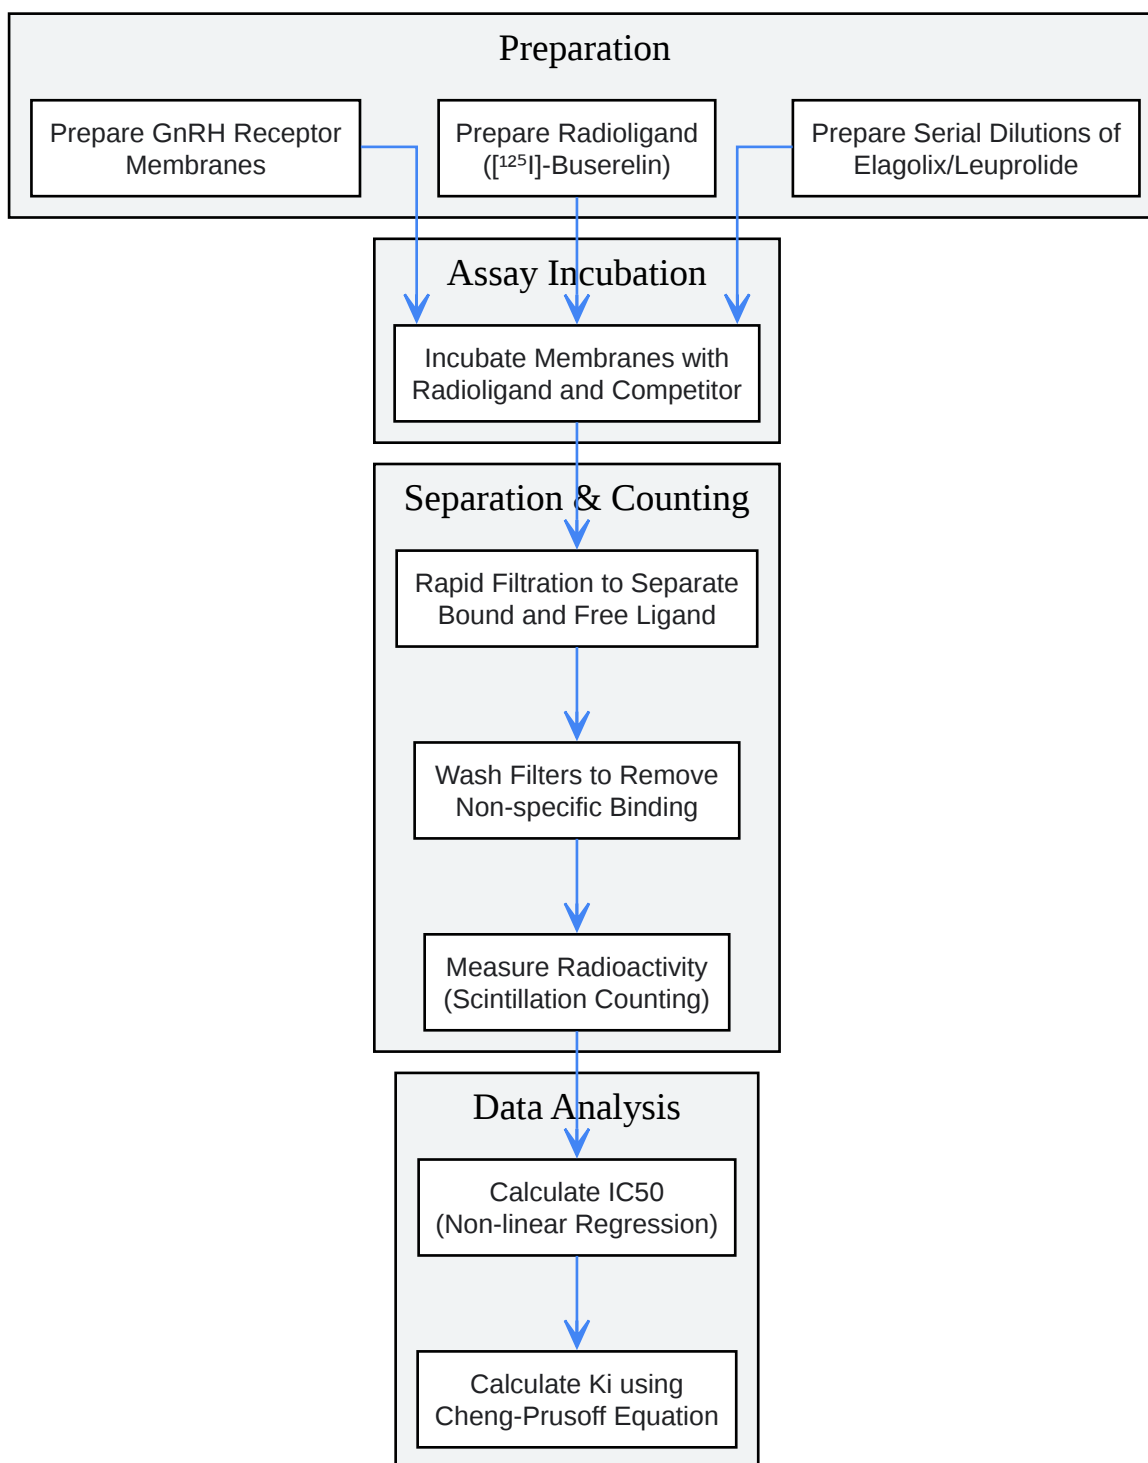 Preparation
Prepare GnRH Receptor
Membranes
Prepare Radioligand
([¹²⁵I]-Buserelin)
Prepare Serial Dilutions of
Elagolix/Leuprolide
Assay Incubation
Incubate Membranes with
Radioligand and Competitor
Separation & Counting
Rapid Filtration to Separate
Bound and Free Ligand
Wash Filters to Remove
Non-specific Binding
Measure Radioactivity
(Scintillation Counting)
Data Analysis
Calculate IC50
(Non-linear Regression)
Calculate Ki using
Cheng-Prusoff Equation